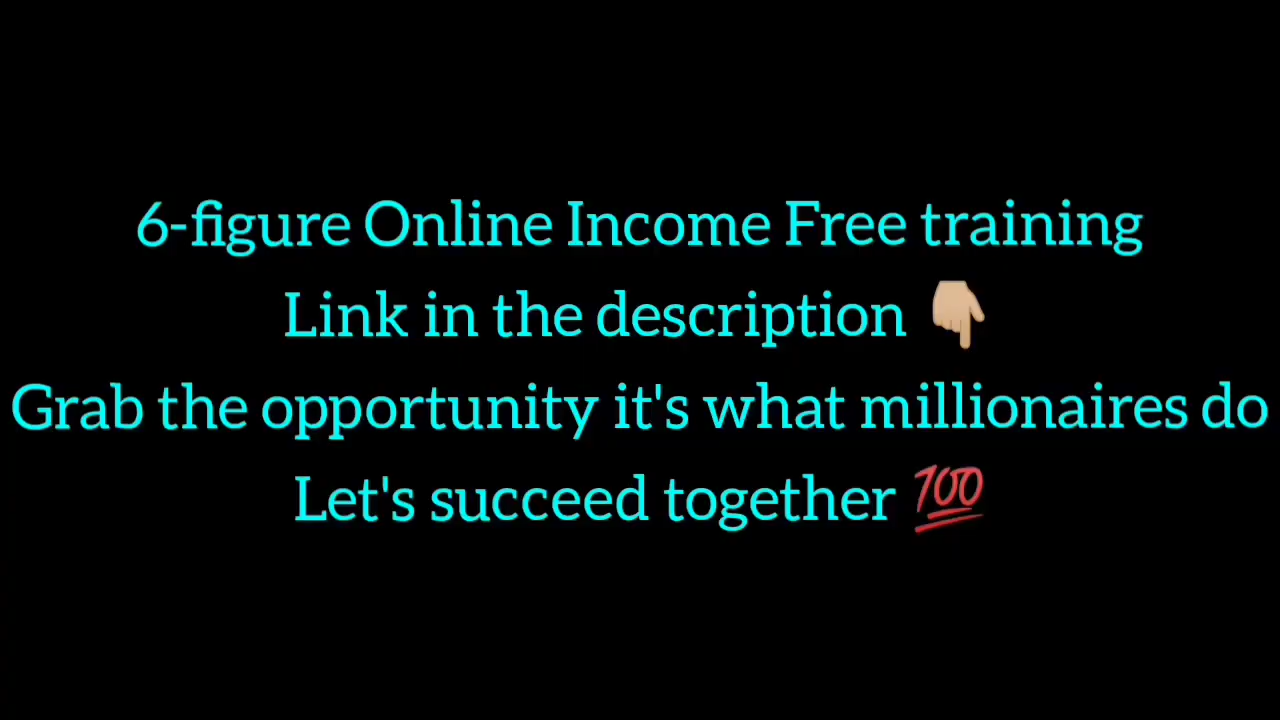 6-figure Online Income Free training
Link in the description 👇🏼
Grab the opportunity it's what millionaires do
Let's succeed together 💯